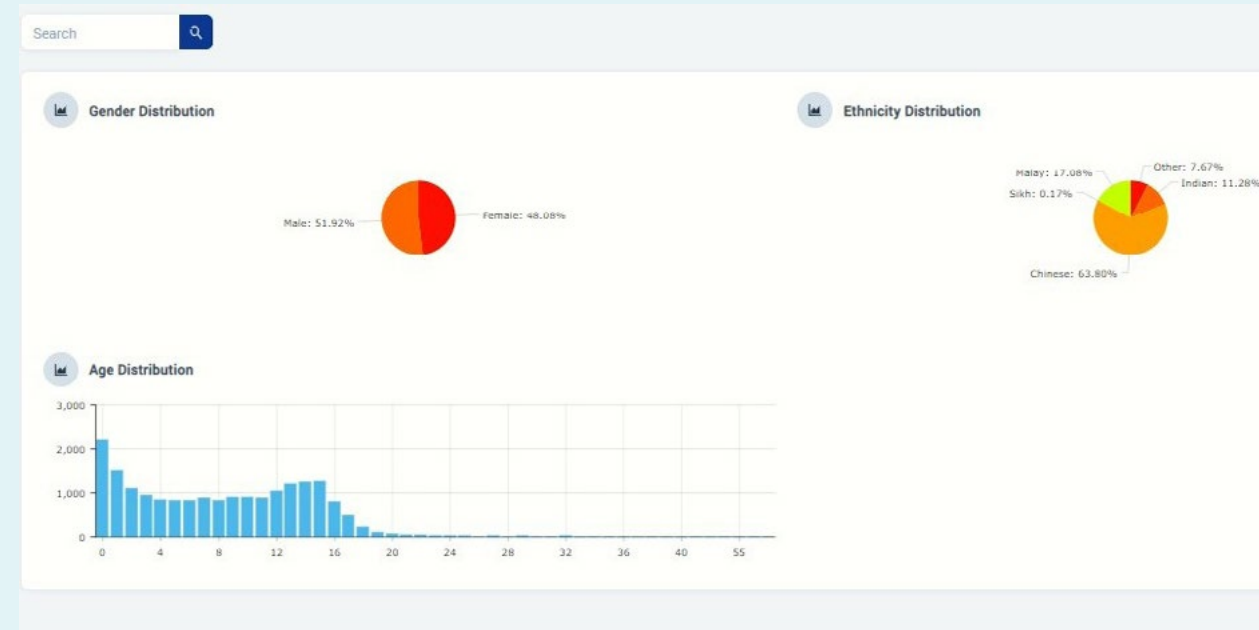 Search
Gender Distribution
Ethnicity Distribution
Male: 51.92%
Female: 48.08%
Malay: 17.08%
Other: 7.67%
Sikh: 0.17%
Indian: 11.28%
Chinese: 63.80%
Age Distribution
3,000
2,000
1,000
0
0 4 8 12 16 20 24 28 32 36 40 55